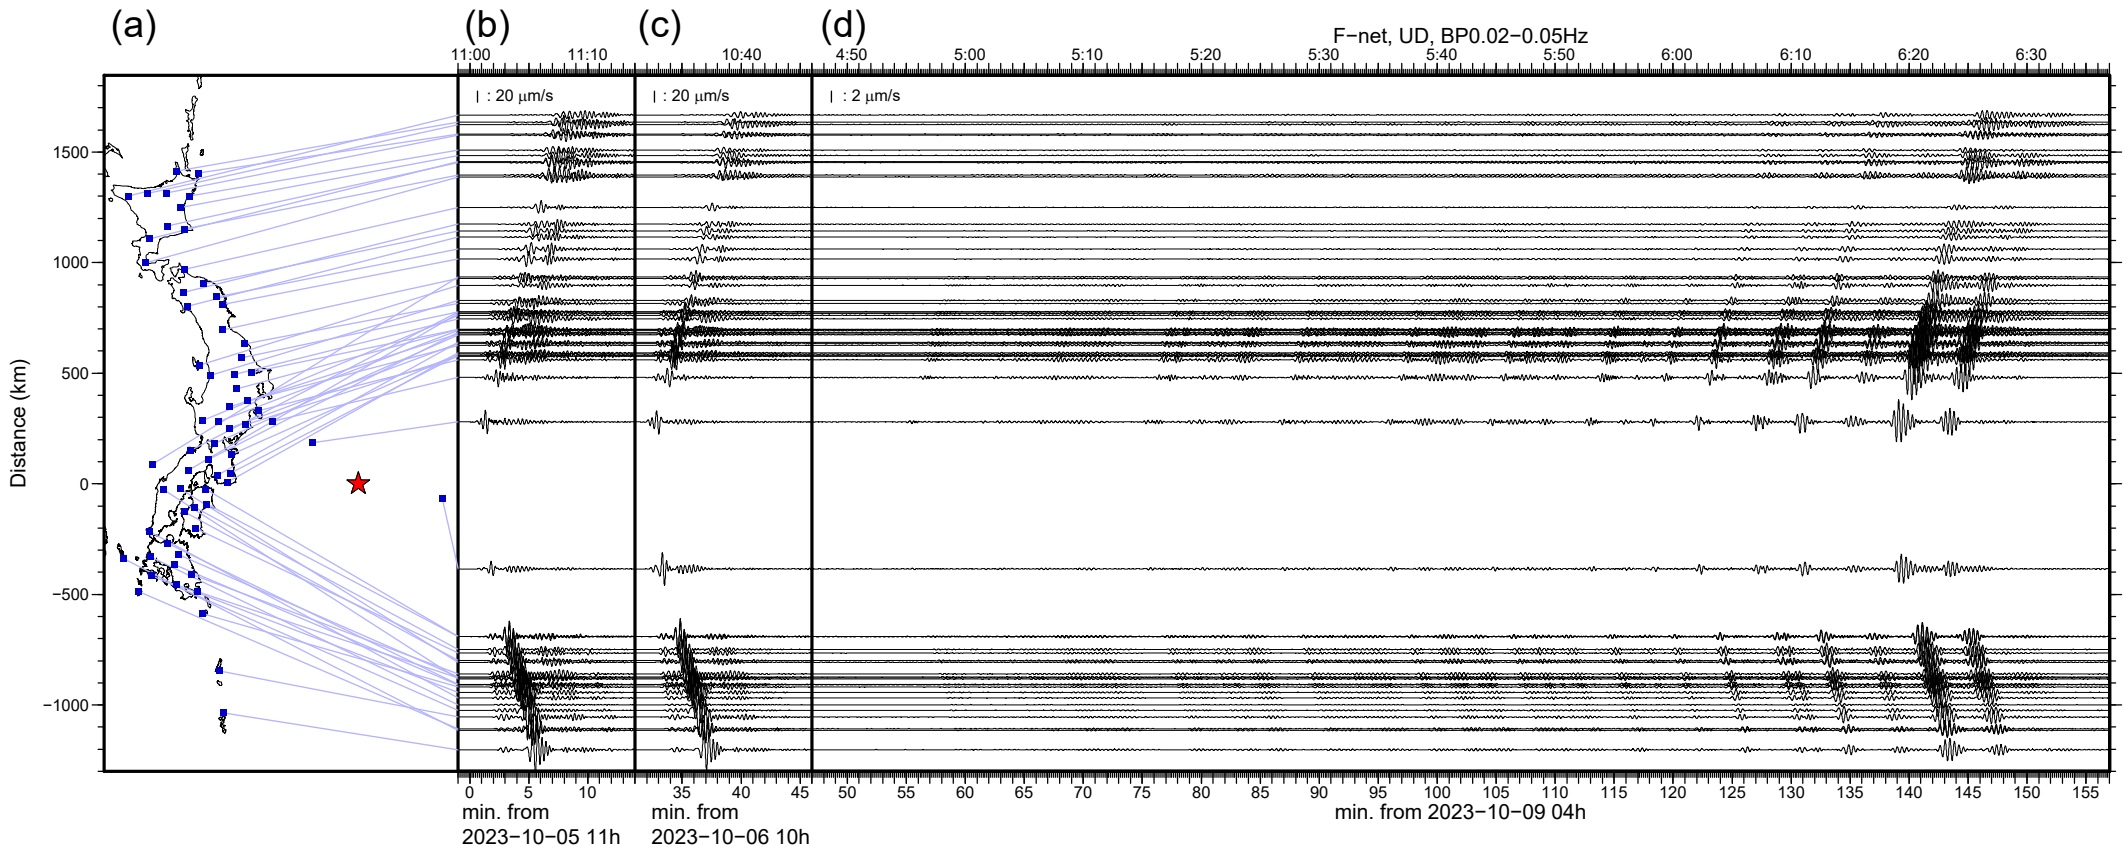 (a)
(b)
(c)
(d)
F−net, UD, BP0.02−0.05Hz
11:00 11:10 10:40 4:50 5:00 5:10 5:20 5:30 5:40 5:50 6:00 6:10 6:20 6:30
: 20 μm/s
: 20 μm/s
: 2 μm/s
Distance (km)
1500
1000
500
0
−500
−1000
0 5 10 35 40 45 50 55 60 65 70 75 80 85 90 95 100 105 110 115 120 125 130 135 140 145 150 155
min. from
2023−10−05 11h
min. from
2023−10−06 10h
min. from 2023−10−09 04h